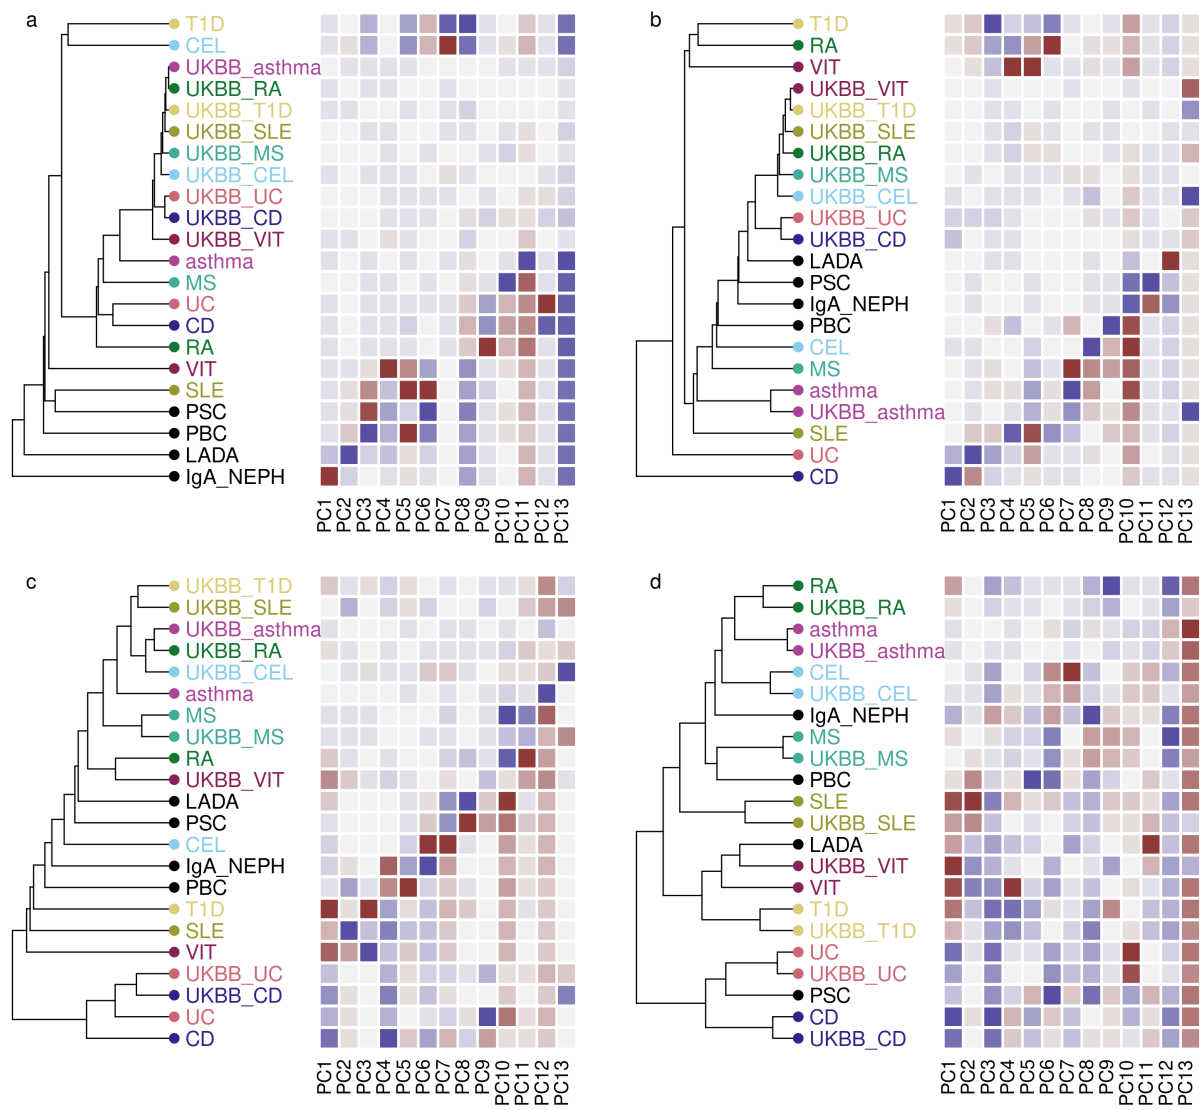 a
T1D
CEL
UKBB_asthma
UKBB_RA
UKBB_T1D
UKBB_SLE
UKBB_MS
UKBB_CEL
UKBB_UC
UKBB_CD
UKBB_VIT
asthma
MS
UC
CD
RA
VIT
SLE
PSC
PBC
LADA
IgA_NEPH
PC1 PC2 PC3 PC4 PC5 PC6 PC7 PC8 PC9 PC10 PC11 PC12 PC13
b
T1D
RA
VIT
UKBB_VIT
UKBB_T1D
UKBB_SLE
UKBB_RA
UKBB_MS
UKBB_CEL
UKBB_UC
UKBB_CD
LADA
PSC
IgA_NEPH
PBC
CEL
MS
asthma
UKBB_asthma
SLE
UC
CD
PC1 PC2 PC3 PC4 PC5 PC6 PC7 PC8 PC9 PC10 PC11 PC12 PC13
c
UKBB_T1D
UKBB_SLE
UKBB_asthma
UKBB_RA
UKBB_CEL
asthma
MS
UKBB_MS
RA
UKBB_VIT
LADA
PSC
CEL
IgA_NEPH
PBC
T1D
SLE
VIT
UKBB_UC
UKBB_CD
UC
CD
PC1 PC2 PC3 PC4 PC5 PC6 PC7 PC8 PC9 PC10 PC11 PC12 PC13
d
RA
UKBB_RA
asthma
UKBB_asthma
CEL
UKBB_CEL
IgA_NEPH
MS
UKBB_MS
PBC
SLE
UKBB_SLE
LADA
UKBB_VIT
VIT
T1D
UKBB_T1D
UC
UKBB_UC
PSC
CD
UKBB_CD
PC1 PC2 PC3 PC4 PC5 PC6 PC7 PC8 PC9 PC10 PC11 PC12 PC13